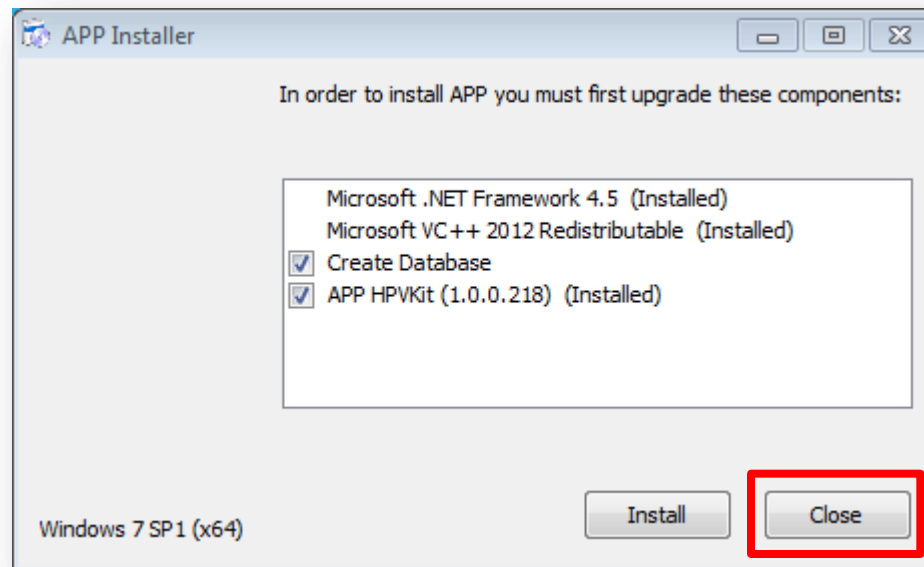 APP Installer
In order to install APP you must first upgrade these components:
Microsoft .NET Framework 4.5 (Installed)
Microsoft VC++ 2012 Redistributable (Installed)
Create Database
APP HPVKit (1.0.0.218) (Installed)
Install
Close
Windows 7 SP1 (x64)